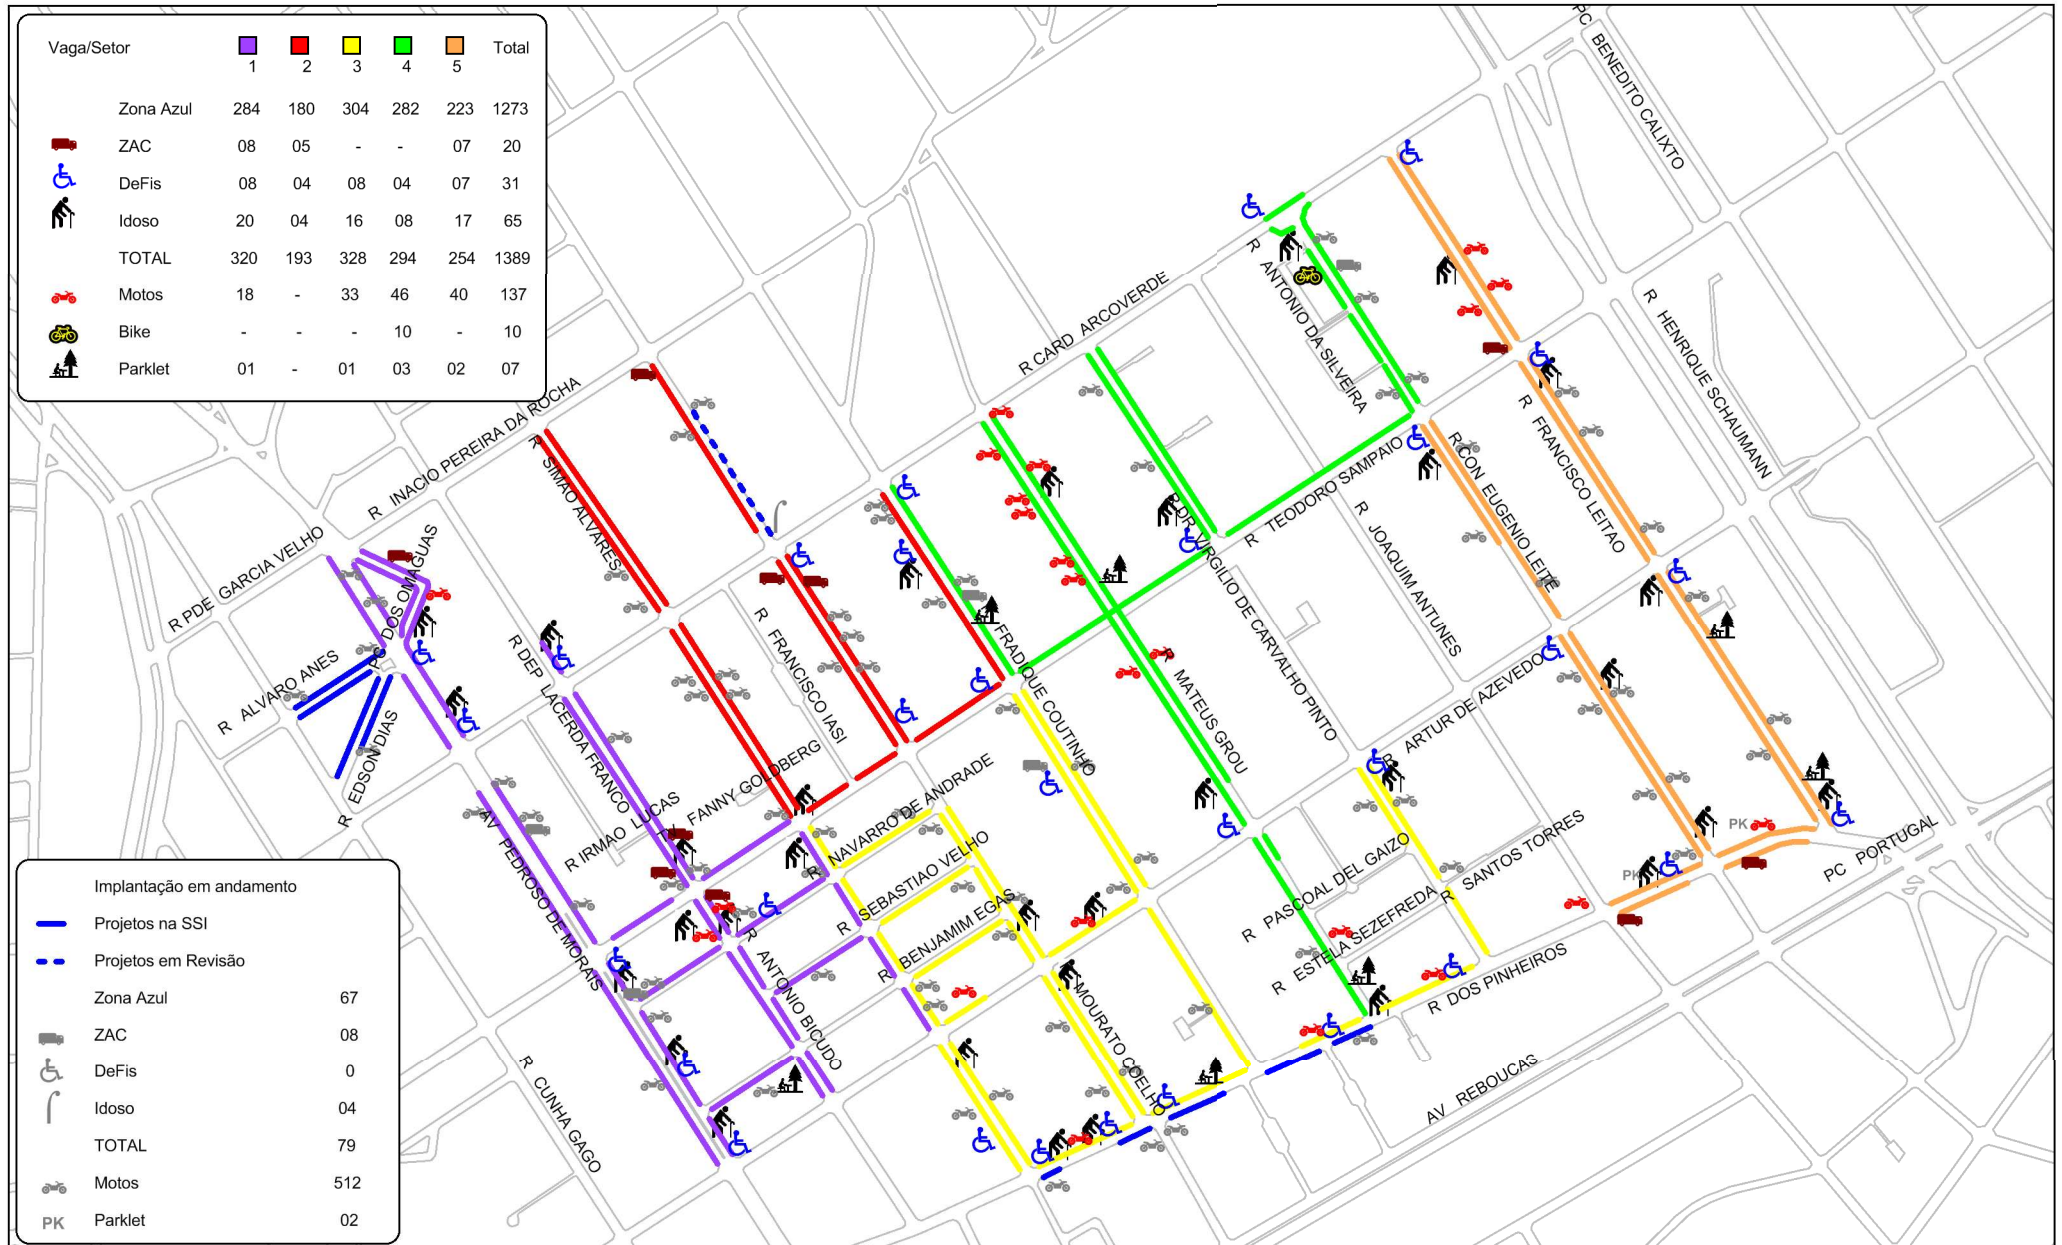 Vaga/Setor 1 2 3 4 5 Total
Zona Azul 284 180 304 282 223 1273
ZAC 08 05 - - 07 20
DeFis 08 04 08 04 07 31
Idoso 20 04 16 08 17 65
TOTAL 320 193 328 294 254 1389
Motos 18 - 33 46 40 137
Bike - - - 10 - 10
Parklet 01 - 01 03 02 07
PC BENEDITO CALIXTO
R HENRIQUE SCHAUMANN
R ANTONIO DA SILVEIRA
R CARD ARCOVERDE
R FRANCISCO LEITAO
R CON EUGENIO LEITE
R TEODORO SAMPAIO
R JOAQUIM ANTUNES
R INACIO PEREIRA DA ROCHA
R SIMAO ALVARES
R DR VIRGILIO DE CARVALHO PINTO
R PDE GARCIA VELHO
PC DOS OMAGUAS
R ALVARO ANES
R EDSON DIAS
R DEP LACERDA FRANCO
R FRANCISCO IASI
R FRADIQUE COUTINHO
R MATEUS GROU
R ARTUR DE AZEVEDO
FANNY GOLDBERG
R IRMAO LUCAS
R NAVARRO DE ANDRADE
R SEBASTIAO VELHO
R BENJAMIM EGAS
AV PEDROSO DE MORAIS
R ANTONIO BICUDO
R MOURATO COELHO
R PASCOAL DEL GAIZO
R SANTOS TORRES
R ESTELA SEZEFREDA
R DOS PINHEIROS
PK
PK
PC PORTUGAL
AV REBOUCAS
R CUNHA GAGO
Implantação em andamento
Projetos na SSI
Projetos em Revisão
Zona Azul 67
ZAC 08
DeFis 0
Idoso 04
TOTAL 79
Motos 512
PK Parklet 02